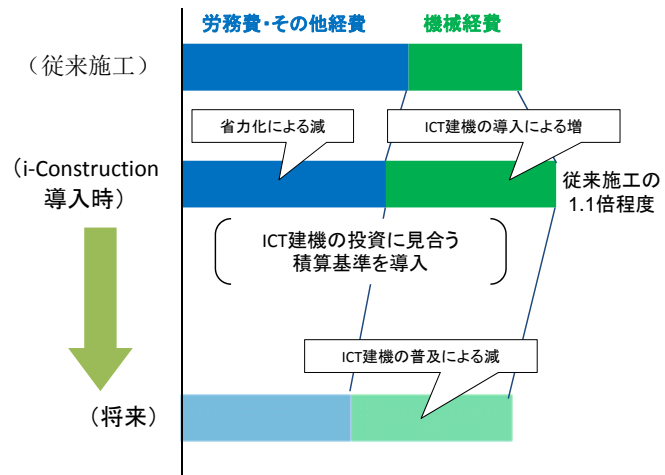 労務費・その他経費
機械経費
（従来施工）
省力化による減
ICT建機の導入による増
（i-Construction
導入時）
従来施工の
1.1倍程度
ICT建機の投資に見合う
積算基準を導入
ICT建機の普及による減
（将来）